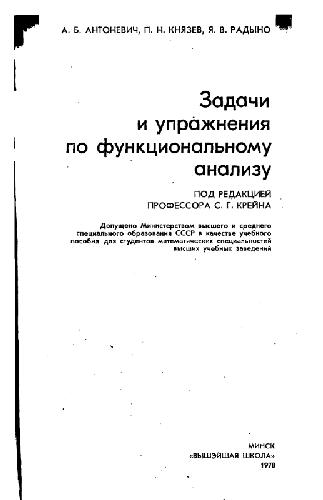 А. Б. АНТОНЕВИЧ, П. Н. КНЯЗЕВ, Я. В. РАДЫНО
Задачи
и упражнения
по функциональному
анализу
ПОД РЕДАКЦИЕЙ
ПРОФЕССОРА С. Г. КРЕЙНА
Допущено Министерством высшего и среднего
специального образования СССР в качестве учебного
пособия для студентов математических специальностей
высших учебных заведений
МИНСК
«ВЫШЭЙШАЯ ШКОЛА»
1978